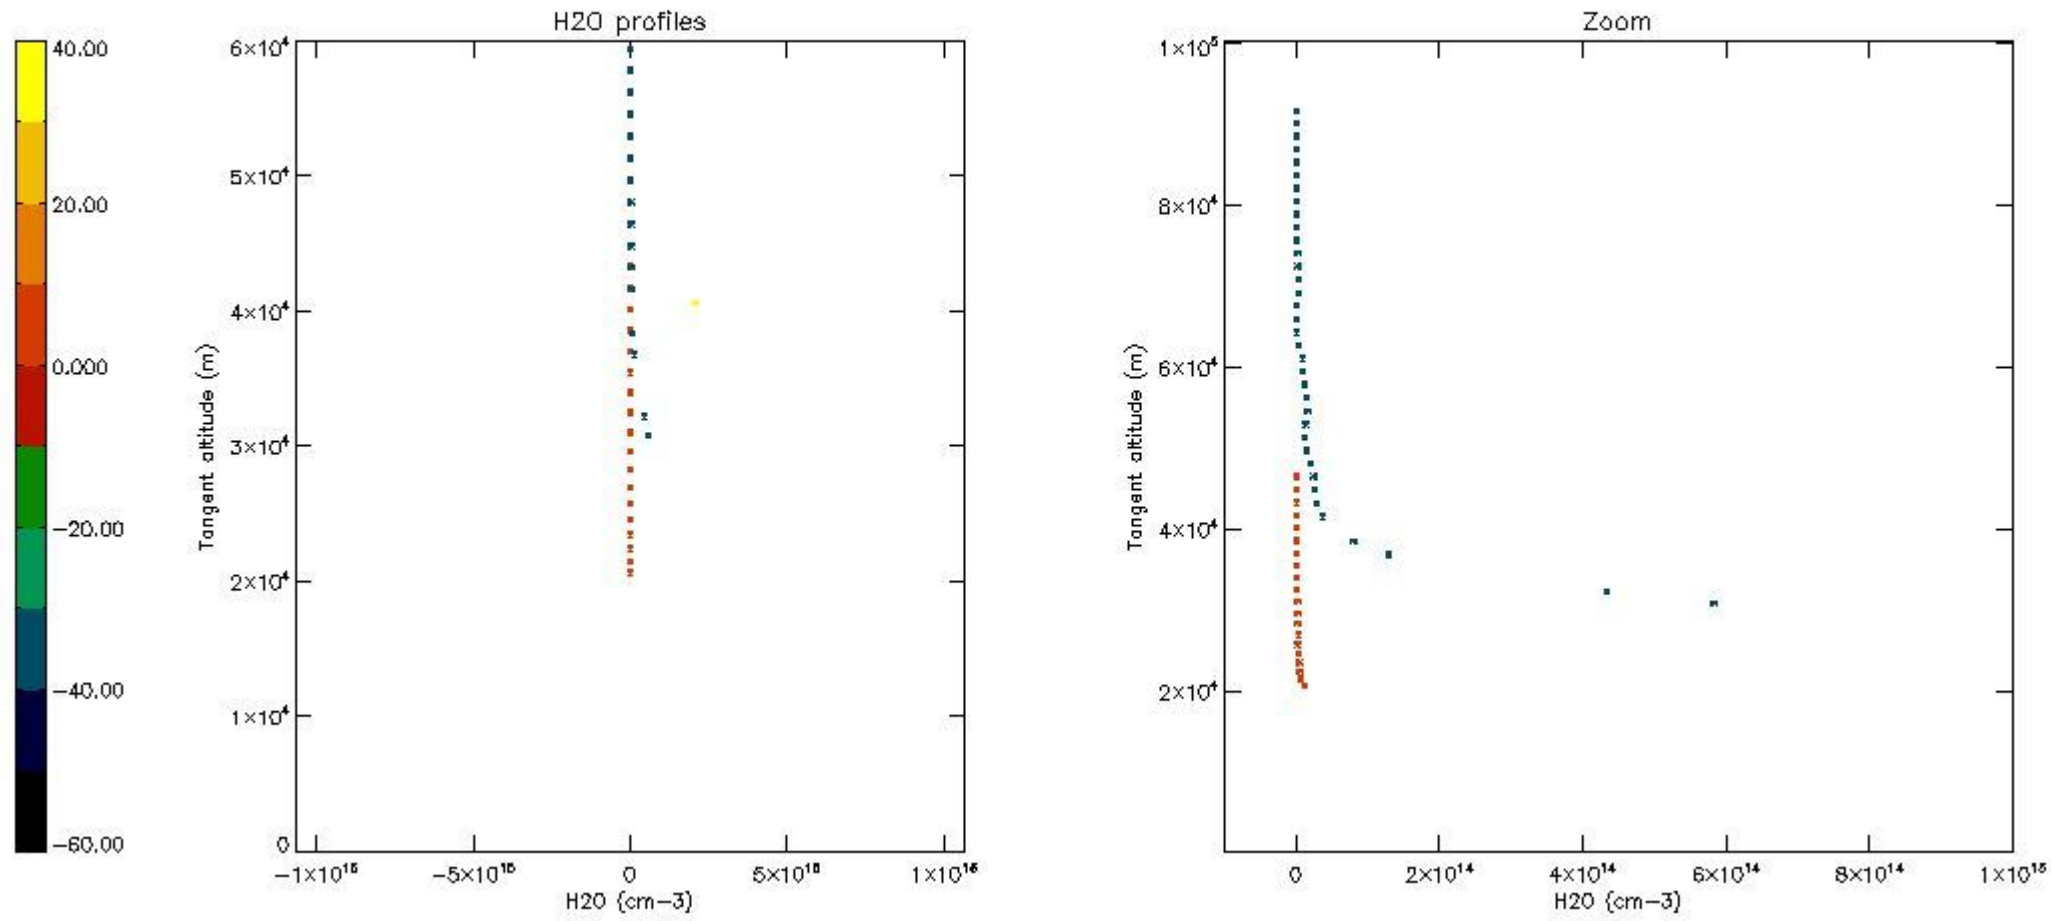 H2O profiles
Zoom
40.00
20.00
0.000
−20.00
−40.00
−60.00
Tangent altitude (m)
6×10⁴
5×10⁴
4×10⁴
3×10⁴
2×10⁴
1×10⁴
0
−1×10¹⁶ −5×10¹⁵ 0 5×10¹⁵ 1×10¹⁶
H2O (cm−3)
Tangent altitude (m)
1×10⁵
8×10⁴
6×10⁴
4×10⁴
2×10⁴
0 2×10¹⁴ 4×10¹⁴ 6×10¹⁴ 8×10¹⁴ 1×10¹⁵
H2O (cm−3)